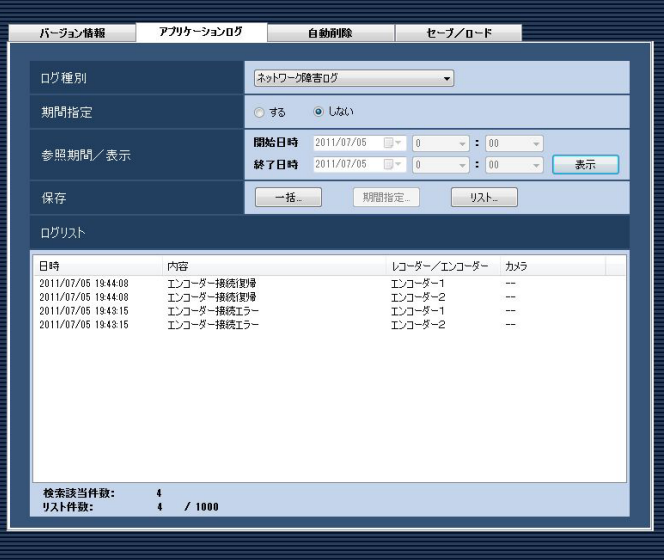 バージョン情報 アプリケーションログ 自動削除 セーブ/ロード
ログ種別 ネットワーク障害ログ
期間指定 する しない
参照期間/表示 開始日時 2011/07/05 0 : 00
終了日時 2011/07/05 0 : 00 表示
保存 一括... 期間指定... リスト...
ログリスト
日時 内容 レコーダー/エンコーダー カメラ
2011/07/05 19:44:08 エンコーダー接続復帰 エンコーダー1 --
2011/07/05 19:44:08 エンコーダー接続復帰 エンコーダー2 --
2011/07/05 19:43:15 エンコーダー接続エラー エンコーダー1 --
2011/07/05 19:43:15 エンコーダー接続エラー エンコーダー2 --
検索該当件数: 4
リスト件数: 4 / 1000